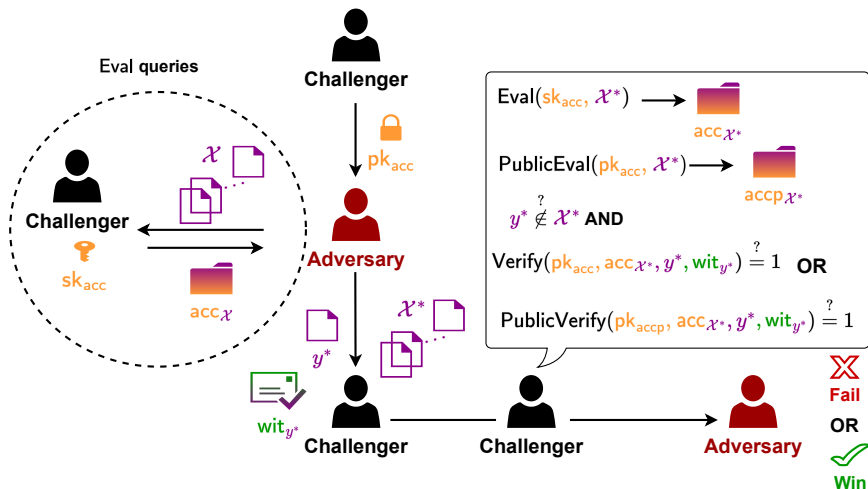 Challenger
Eval queries
pk_acc
𝒳
Challenger
sk_acc
acc_𝒳
Adversary
y*
𝒳*
wit_y*
Challenger
Challenger
Adversary
Eval(sk_acc, 𝒳*)
acc_𝒳*
PublicEval(pk_acc, 𝒳*)
accp_𝒳*
y* ∉? 𝒳* AND
Verify(pk_acc, acc_𝒳*, y*, wit_y*) =? 1 OR
PublicVerify(pk_accp, acc_𝒳*, y*, wit_y*) =? 1
Fail
OR
Win